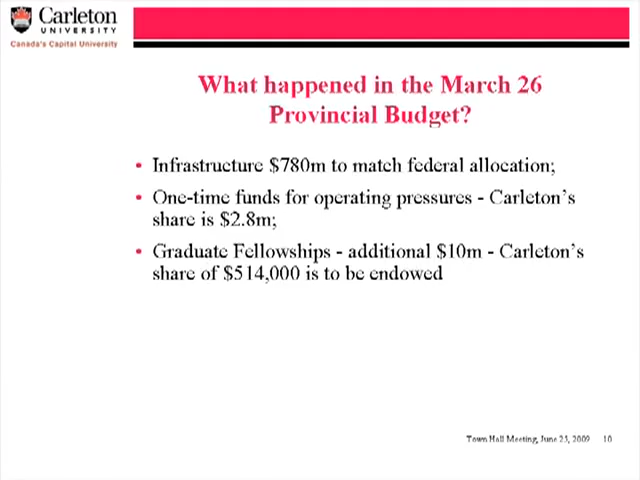 Carleton
UNIVERSITY
Canada's Capital University
What happened in the March 26
Provincial Budget?
• Infrastructure $780m to match federal allocation;
• One-time funds for operating pressures - Carleton's
share is $2.8m;
• Graduate Fellowships - additional $10m - Carleton's
share of $514,000 is to be endowed
Town Hall Meeting, June 25, 2009 10